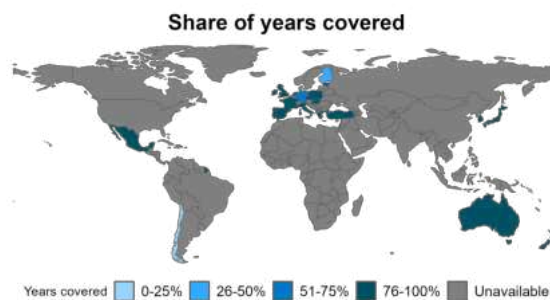 Share of years covered
Years covered 0-25% 26-50% 51-75% 76-100% Unavailable